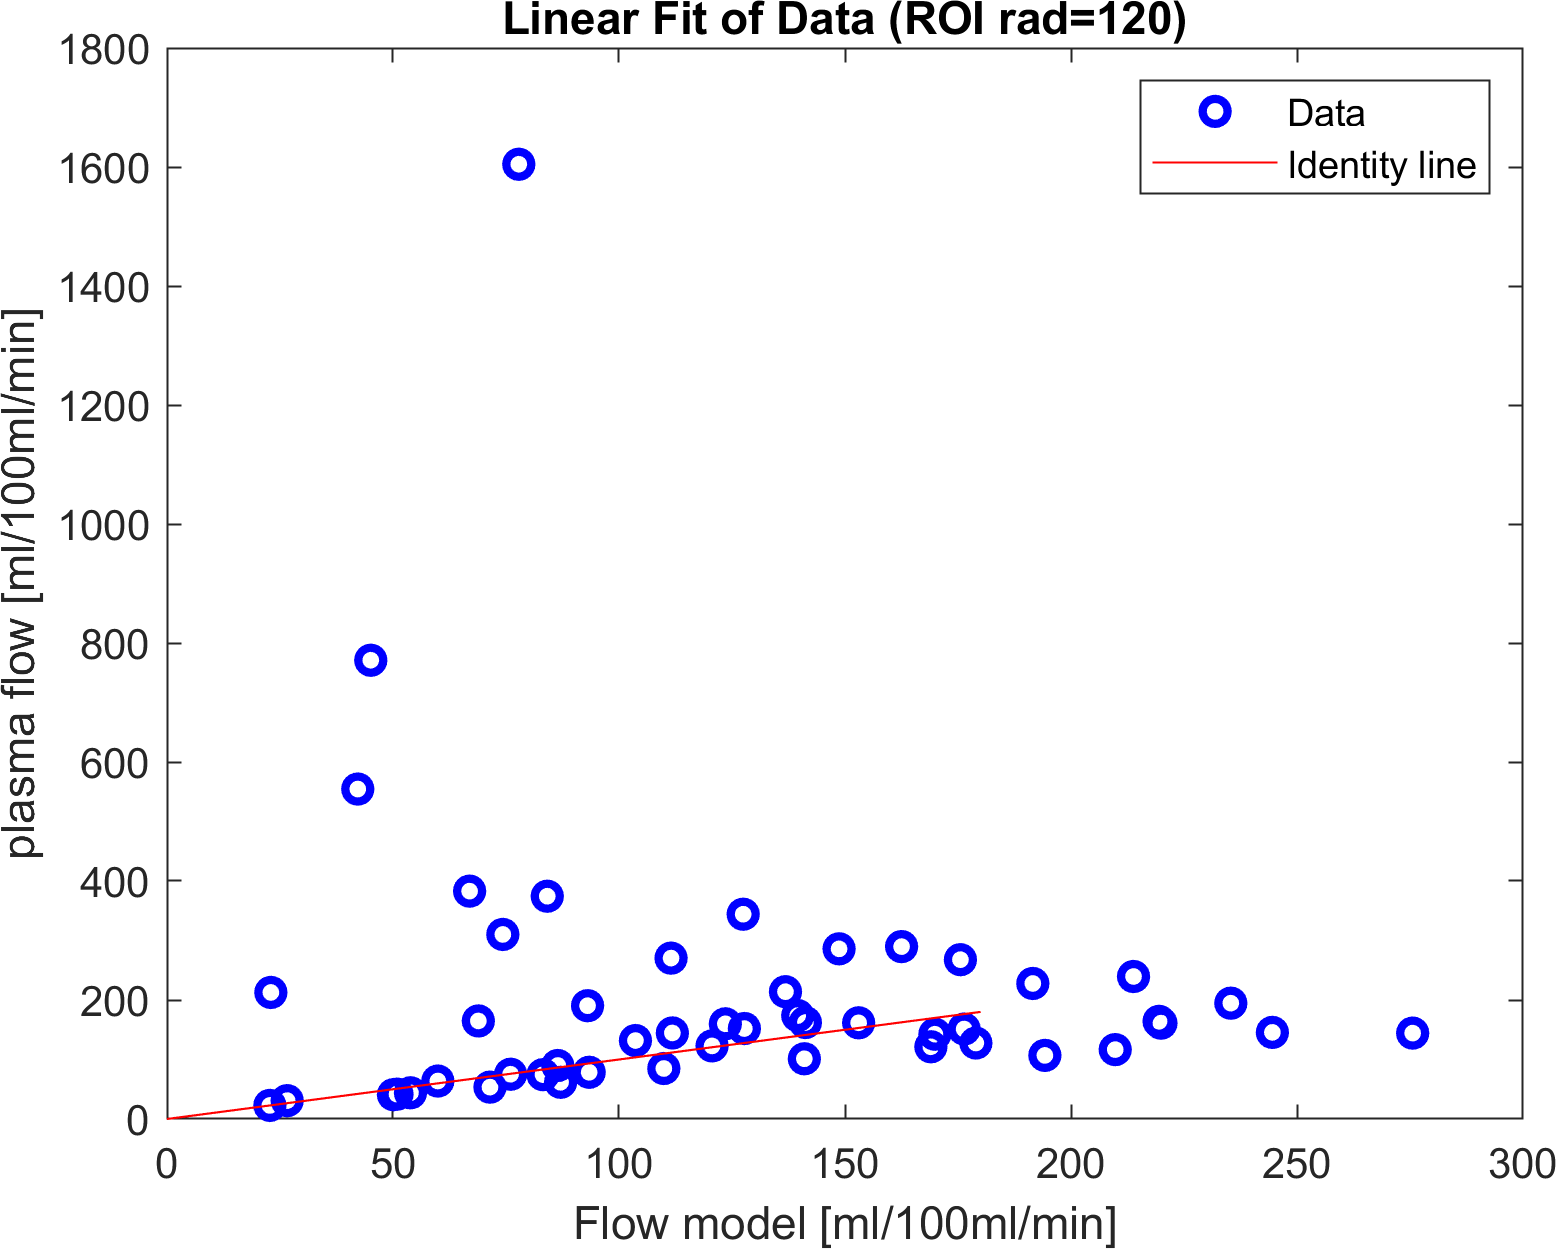 Linear Fit of Data (ROI rad=120)
1800
1600
1400
1200
1000
800
600
400
200
0
plasma flow [ml/100ml/min]
Data
Identity line
0 50 100 150 200 250 300
Flow model [ml/100ml/min]